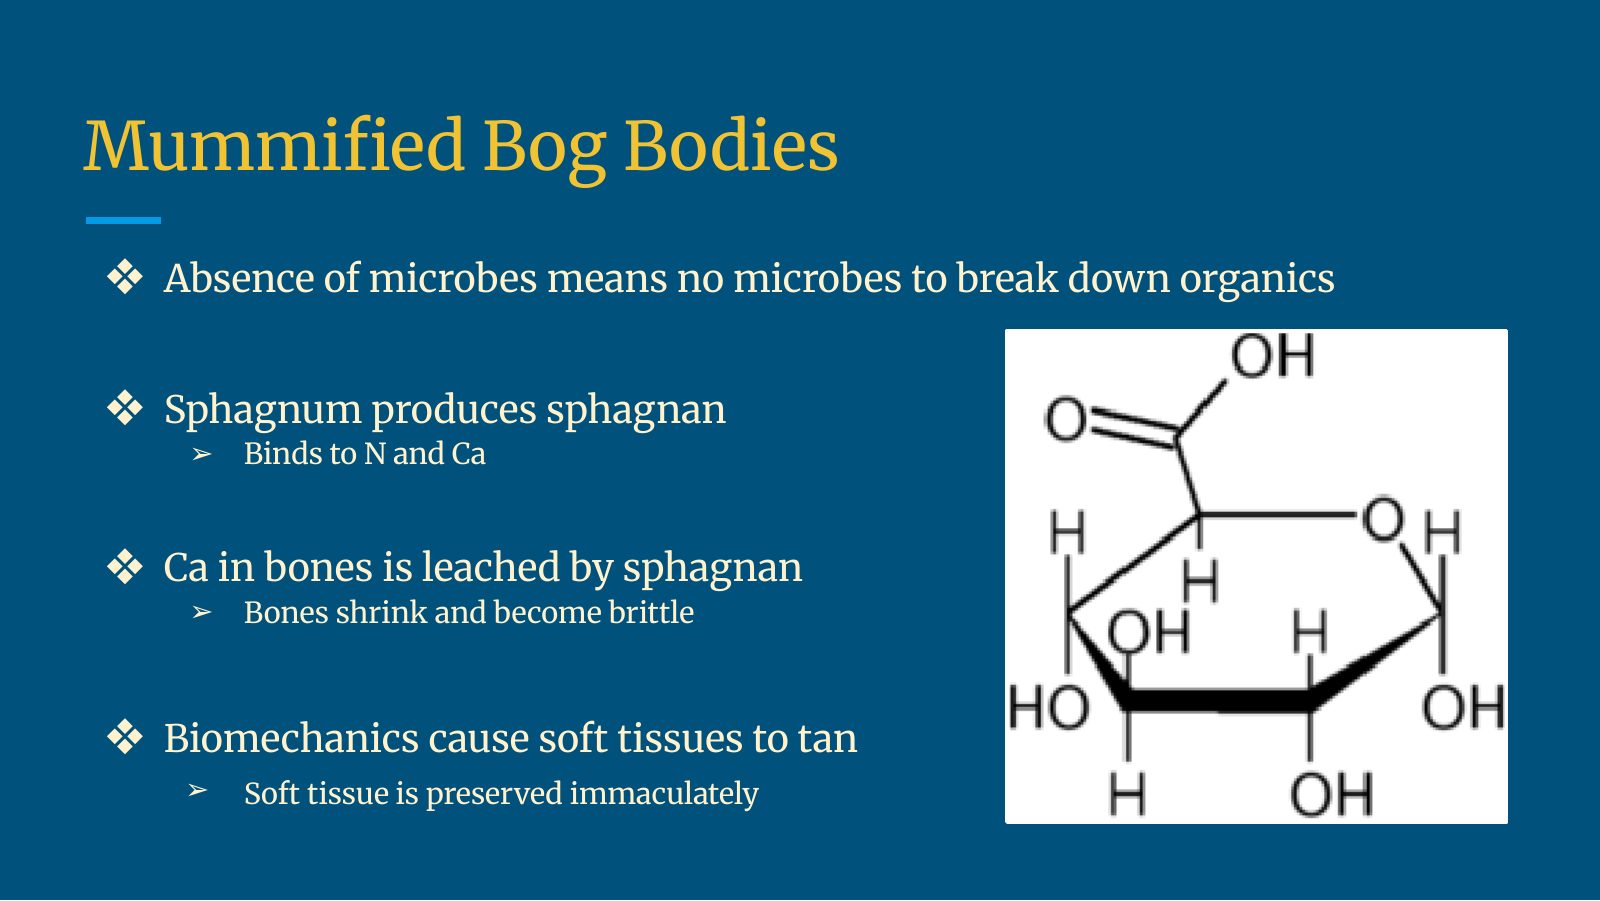 Mummified Bog Bodies
❖ Absence of microbes means no microbes to break down organics
❖ Sphagnum produces sphagnan
➢ Binds to N and Ca
❖ Ca in bones is leached by sphagnan
➢ Bones shrink and become brittle
❖ Biomechanics cause soft tissues to tan
➢ Soft tissue is preserved immaculately
OH
O
O
H
H
H
OH
H
HO
OH
H
OH